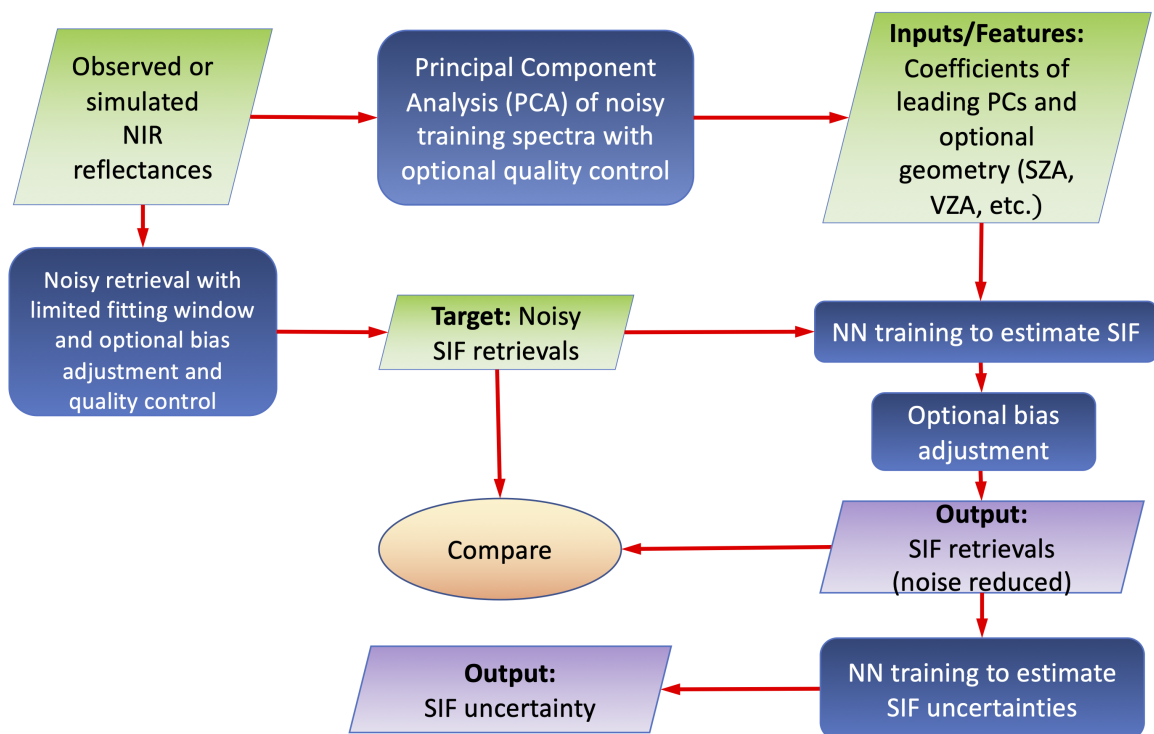 Observed or
simulated
NIR
reflectances
Principal Component
Analysis (PCA) of noisy
training spectra with
optional quality control
Inputs/Features:
Coefficients of
leading PCs and
optional
geometry (SZA,
VZA, etc.)
Noisy retrieval with
limited fitting window
and optional bias
adjustment and
quality control
Target: Noisy
SIF retrievals
NN training to estimate SIF
Optional bias
adjustment
Compare
Output:
SIF retrievals
(noise reduced)
Output:
SIF uncertainty
NN training to estimate
SIF uncertainties